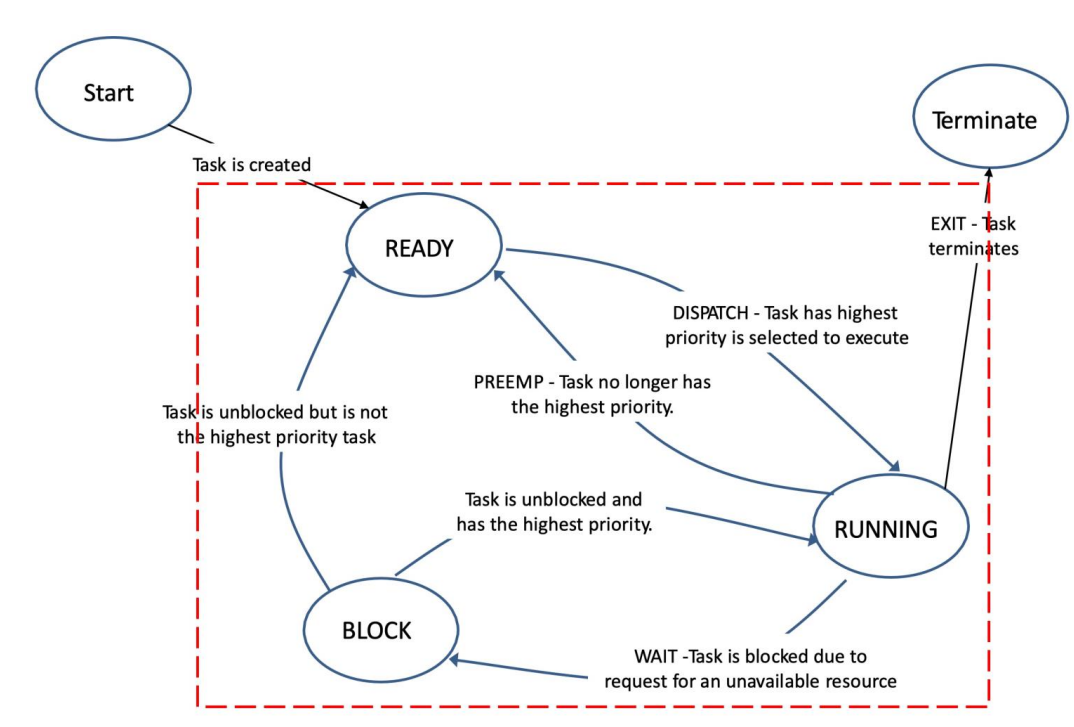 Start
Terminate
Task is created
EXIT - Task
terminates
READY
DISPATCH - Task has highest
priority is selected to execute
PREEMP - Task no longer has
the highest priority.
Task is unblocked but is not
the highest priority task
Task is unblocked and
has the highest priority.
RUNNING
BLOCK
WAIT -Task is blocked due to
request for an unavailable resource